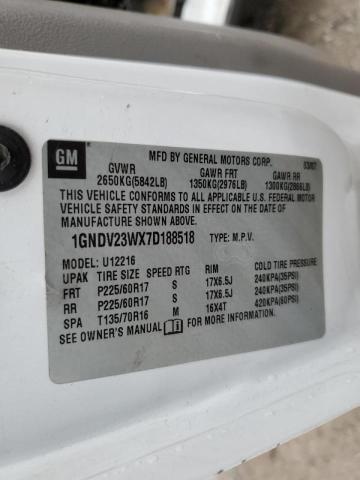 GM
MFD BY GENERAL MOTORS CORP. 03/07
GVWR GAWR FRT GAWR RR
2650KG(5842LB) 1350KG(2976LB) 1300KG(2866LB)
THIS VEHICLE CONFORMS TO ALL APPLICABLE U.S. FEDERAL MOTOR
VEHICLE SAFETY STANDARDS IN EFFECT ON THE DATE OF
MANUFACTURE SHOWN ABOVE.
1GNDV23WX7D188518 TYPE: M.P.V.
MODEL: U12216
UPAK TIRE SIZE SPEED RTG RIM COLD TIRE PRESSURE
FRT P225/60R17 S 17X6.5J 240KPA(35PSI)
RR P225/60R17 S 17X6.5J 240KPA(35PSI)
SPA T135/70R16 M 16X4T 420KPA(60PSI)
SEE OWNER'S MANUAL FOR MORE INFORMATION.